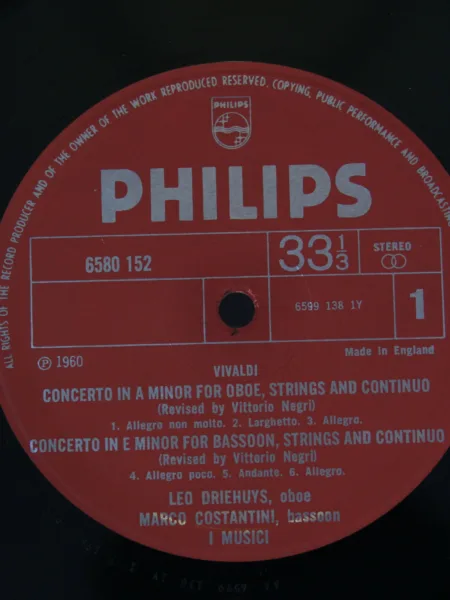 ALL RIGHTS OF THE RECORD PRODUCER AND OF THE OWNER OF THE WORK REPRODUCED RESERVED. COPYING, PUBLIC PERFORMANCE AND BROADCASTING
PHILIPS
PHILIPS
6580 152
33 1/3
STEREO
6599 138 1Y
1
℗ 1960
Made in England
VIVALDI
CONCERTO IN A MINOR FOR OBOE, STRINGS AND CONTINUO
(Revised by Vittorio Negri)
1. Allegro non molto. 2. Larghetto. 3. Allegro.
CONCERTO IN E MINOR FOR BASSOON, STRINGS AND CONTINUO
(Revised by Vittorio Negri)
4. Allegro poco. 5. Andante. 6. Allegro.
LEO DRIEHUYS, oboe
MARCO COSTANTINI, bassoon
I MUSICI